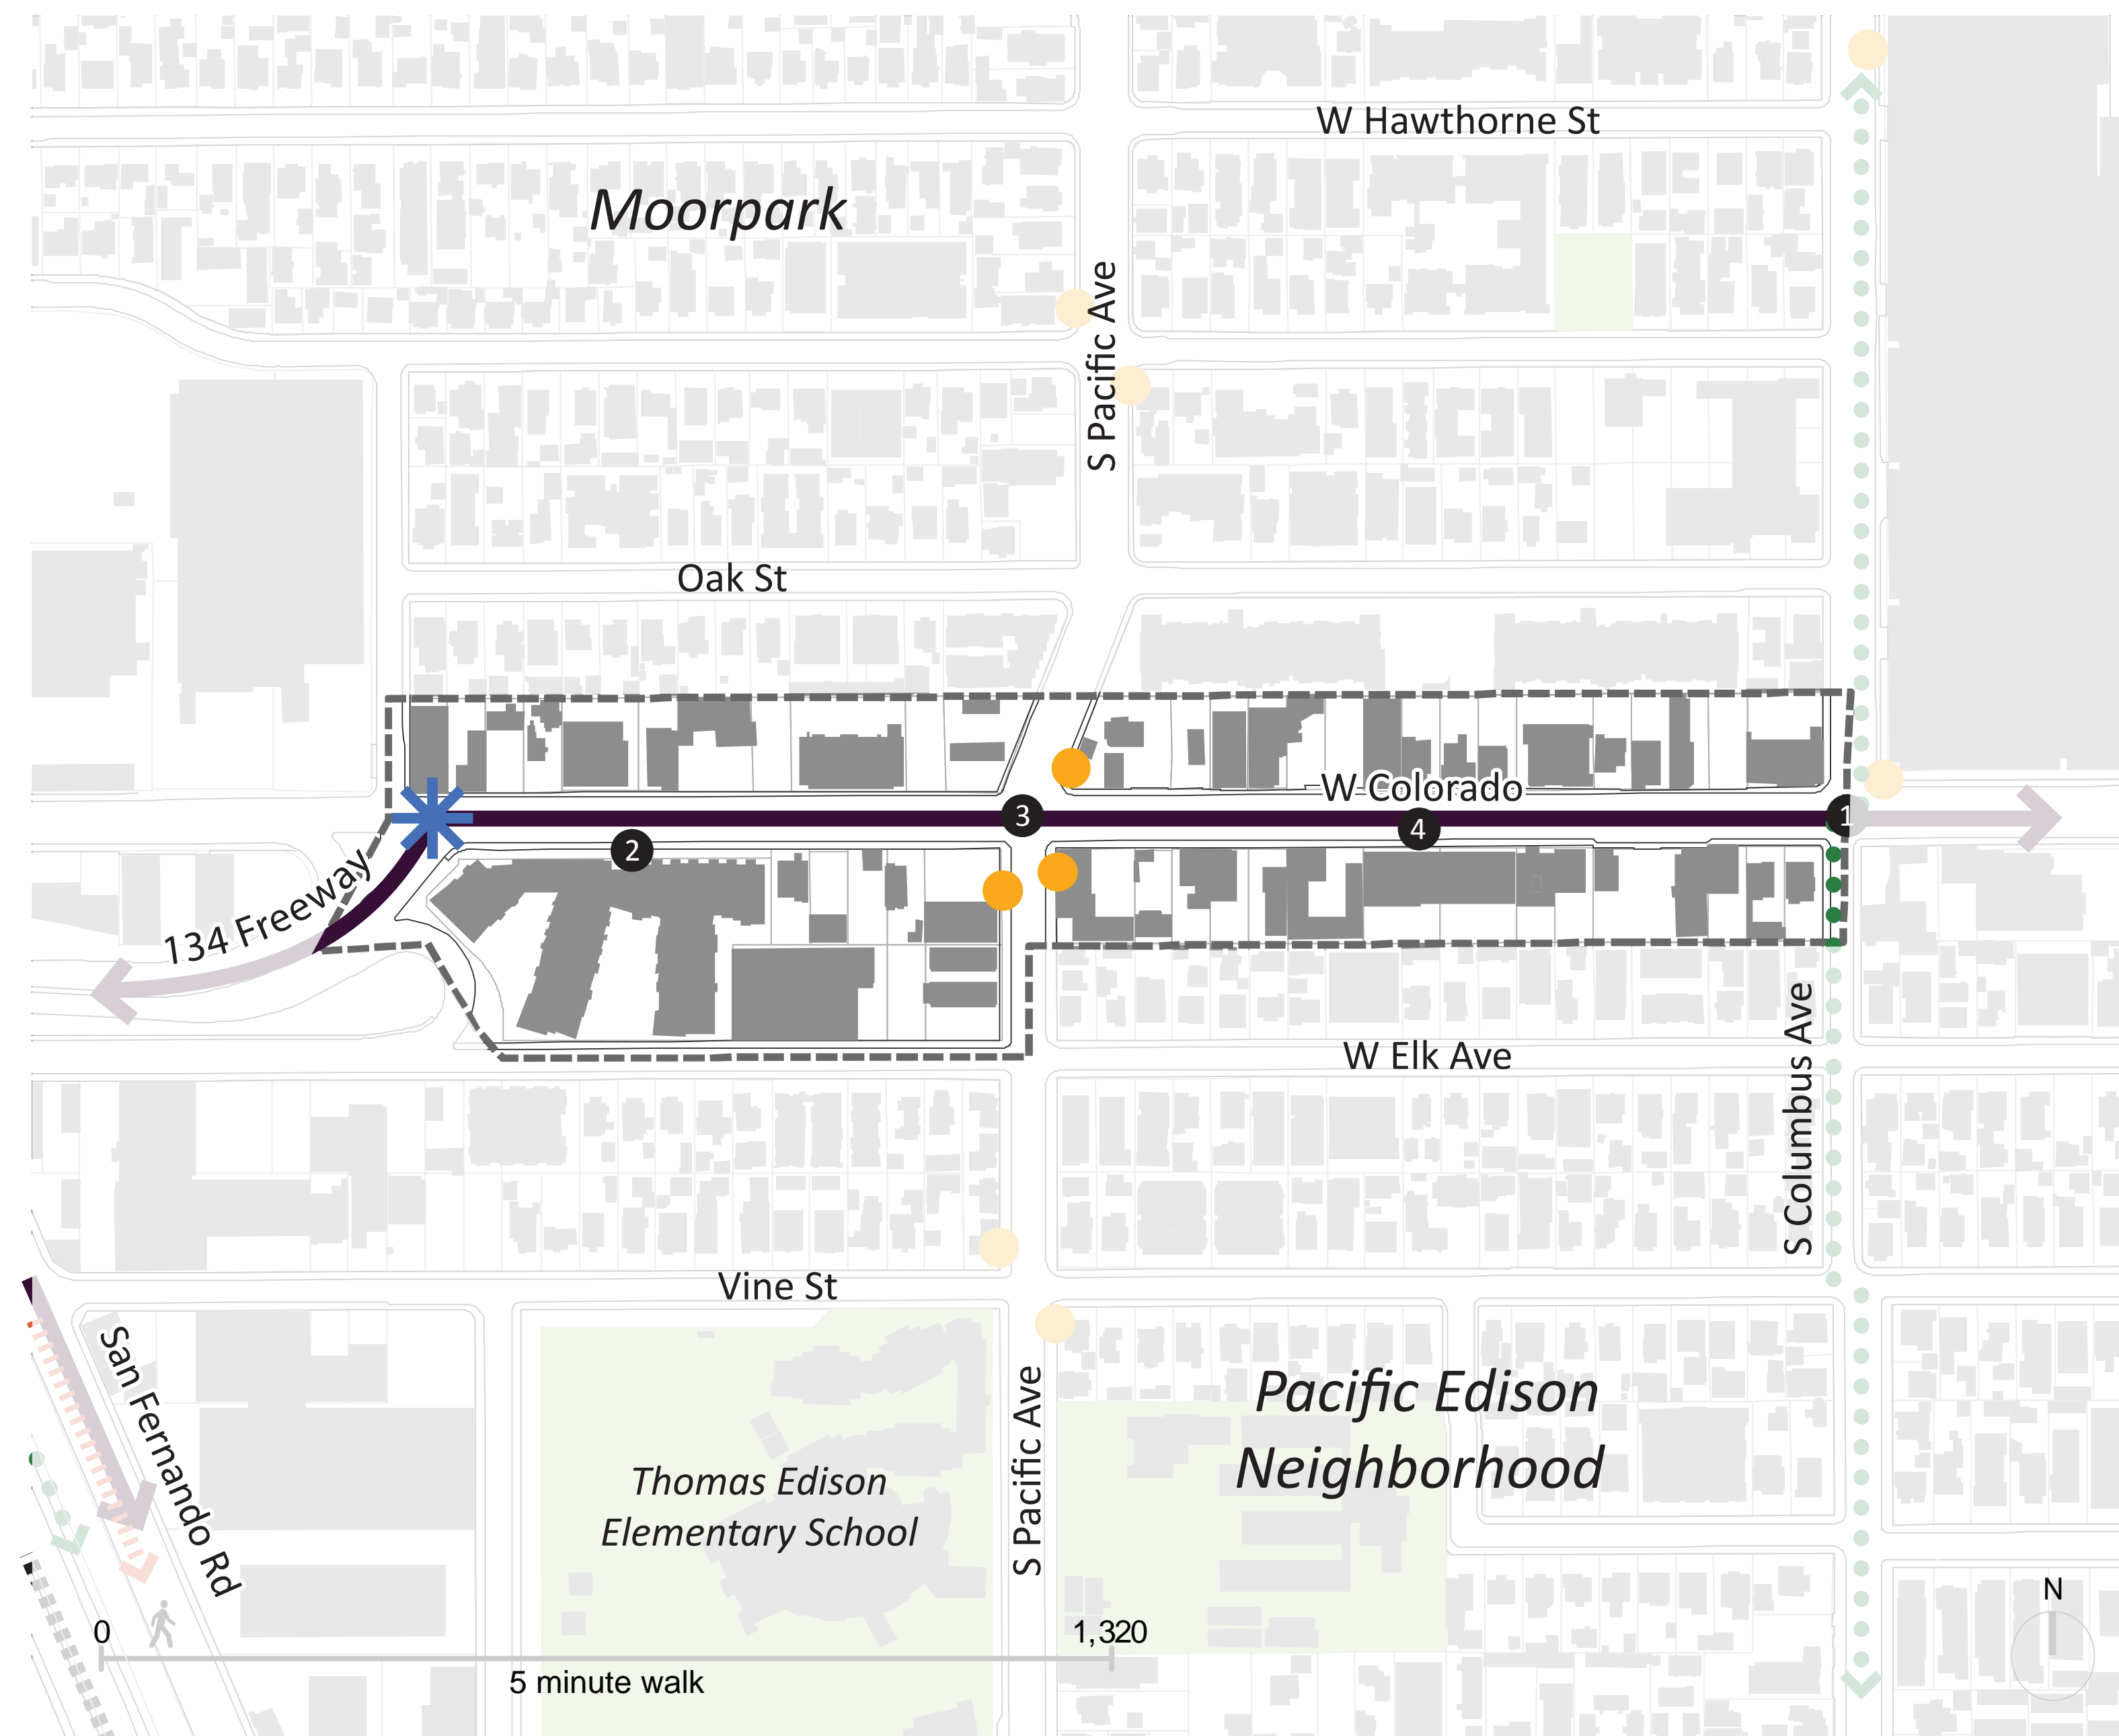 W Hawthorne St
Moorpark
S Pacific Ave
Oak St
W Colorado
3
4
1
2
134 Freeway
W Elk Ave
S Columbus Ave
Vine St
San Fernando Rd
S Pacific Ave
Pacific Edison
Neighborhood
Thomas Edison
Elementary School
N
0
1,320
5 minute walk